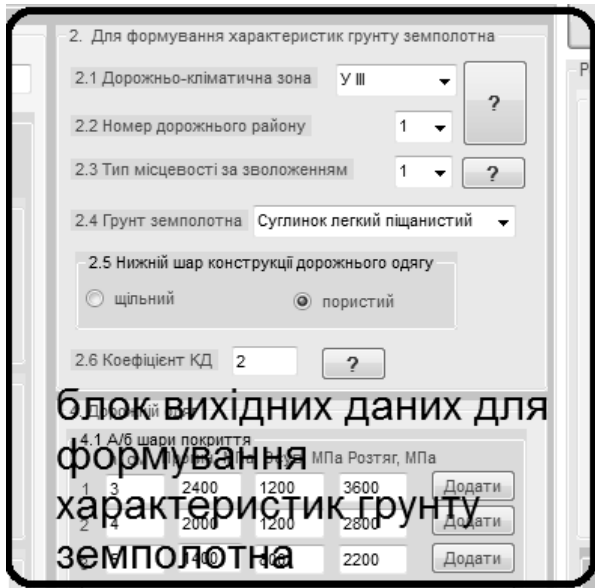 2. Для формування характеристик грунту земполотна
2.1 Дорожньо-кліматична зона У III
?
2.2 Номер дорожнього району 1
2.3 Тип місцевості за зволоженням 1 ?
2.4 Грунт земполотна Суглинок легкий піщанистий
2.5 Нижній шар конструкції дорожнього одягу
щільний пористий
2.6 Коефіцієнт КД 2 ?
блок вихідних даних для
4.1 А/б шари покриття
формування
МПа Розтяг, МПа
1 3 2400 1200 3600 Додати
характеристик грунту
2 4 2000 1200 2800 Додати
земполотна
2200 Додати